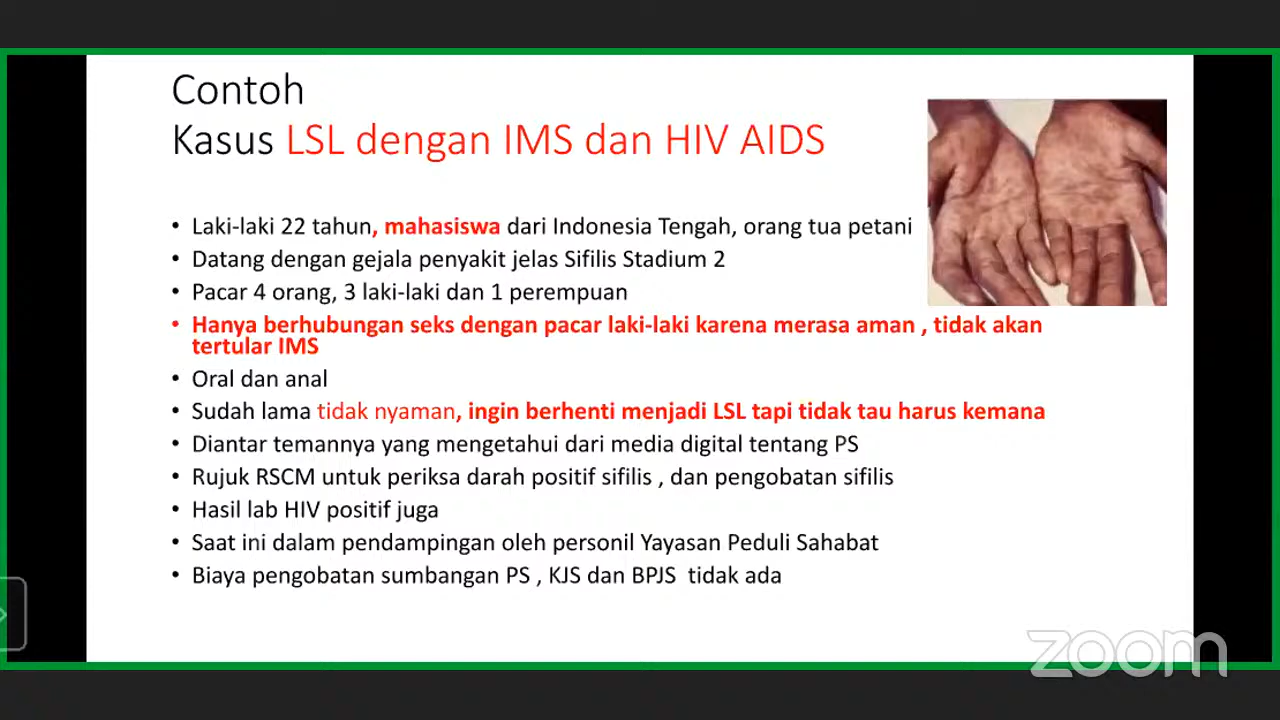 Contoh
Kasus LSL dengan IMS dan HIV AIDS
• Laki-laki 22 tahun, mahasiswa dari Indonesia Tengah, orang tua petani
• Datang dengan gejala penyakit jelas Sifilis Stadium 2
• Pacar 4 orang, 3 laki-laki dan 1 perempuan
• Hanya berhubungan seks dengan pacar laki-laki karena merasa aman , tidak akan
tertular IMS
• Oral dan anal
• Sudah lama tidak nyaman, ingin berhenti menjadi LSL tapi tidak tau harus kemana
• Diantar temannya yang mengetahui dari media digital tentang PS
• Rujuk RSCM untuk periksa darah positif sifilis , dan pengobatan sifilis
• Hasil lab HIV positif juga
• Saat ini dalam pendampingan oleh personil Yayasan Peduli Sahabat
• Biaya pengobatan sumbangan PS , KJS dan BPJS tidak ada
zoom